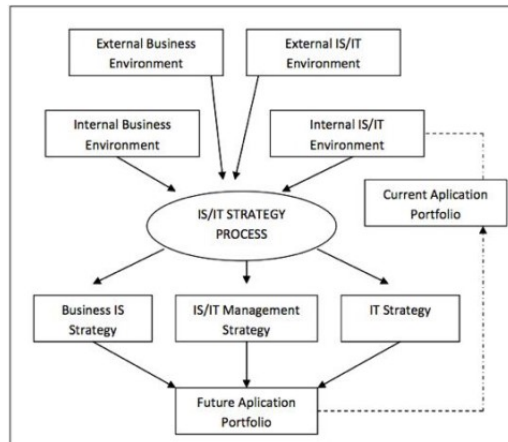 External Business
Environment
External IS/IT
Environment
Internal Business
Environment
Internal IS/IT
Environment
Current Aplication
Portfolio
IS/IT STRATEGY
PROCESS
Business IS
Strategy
IS/IT Management
Strategy
IT Strategy
Future Aplication
Portfolio